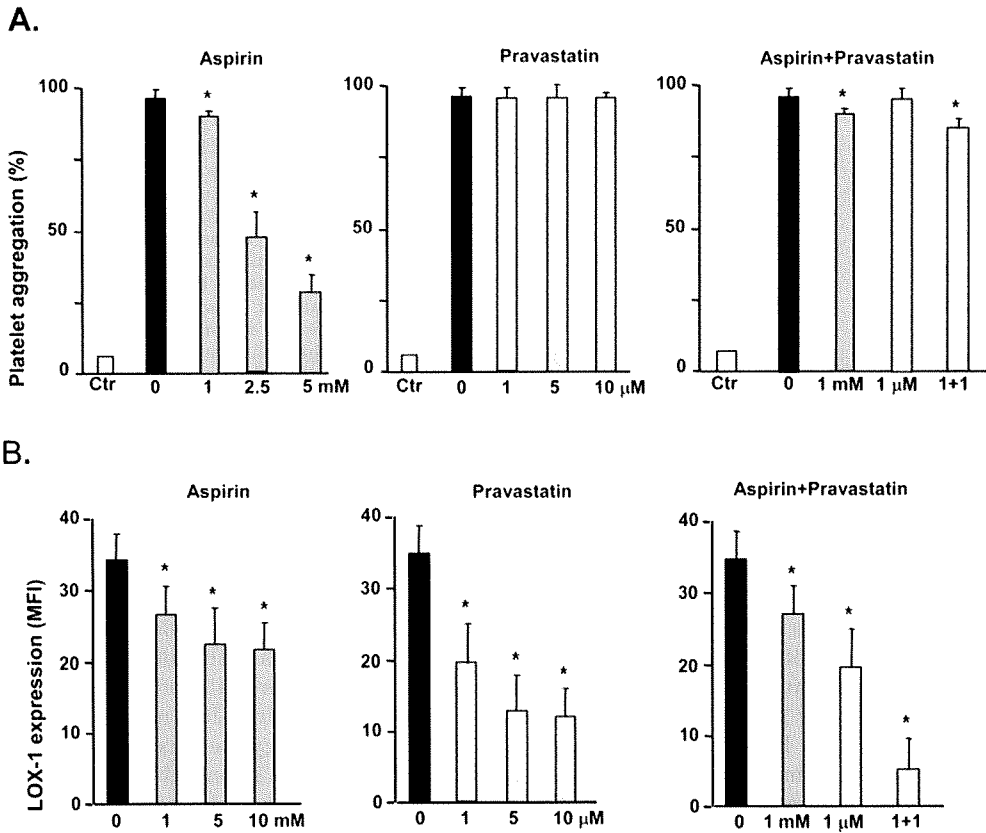 A.
Aspirin
Pravastatin
Aspirin+Pravastatin
Platelet aggregation (%)
100
50
0
Ctr 0 1 2.5 5 mM
*
*
*
100
50
0
Ctr 0 1 5 10 μM
100
50
0
Ctr 0 1 mM 1 μM 1+1
*
*
B.
Aspirin
Pravastatin
Aspirin+Pravastatin
LOX-1 expression (MFI)
40
30
20
10
0
0 1 5 10 mM
*
*
*
40
30
20
10
0
0 1 5 10 μM
*
*
*
40
30
20
10
0
0 1 mM 1 μM 1+1
*
*
*